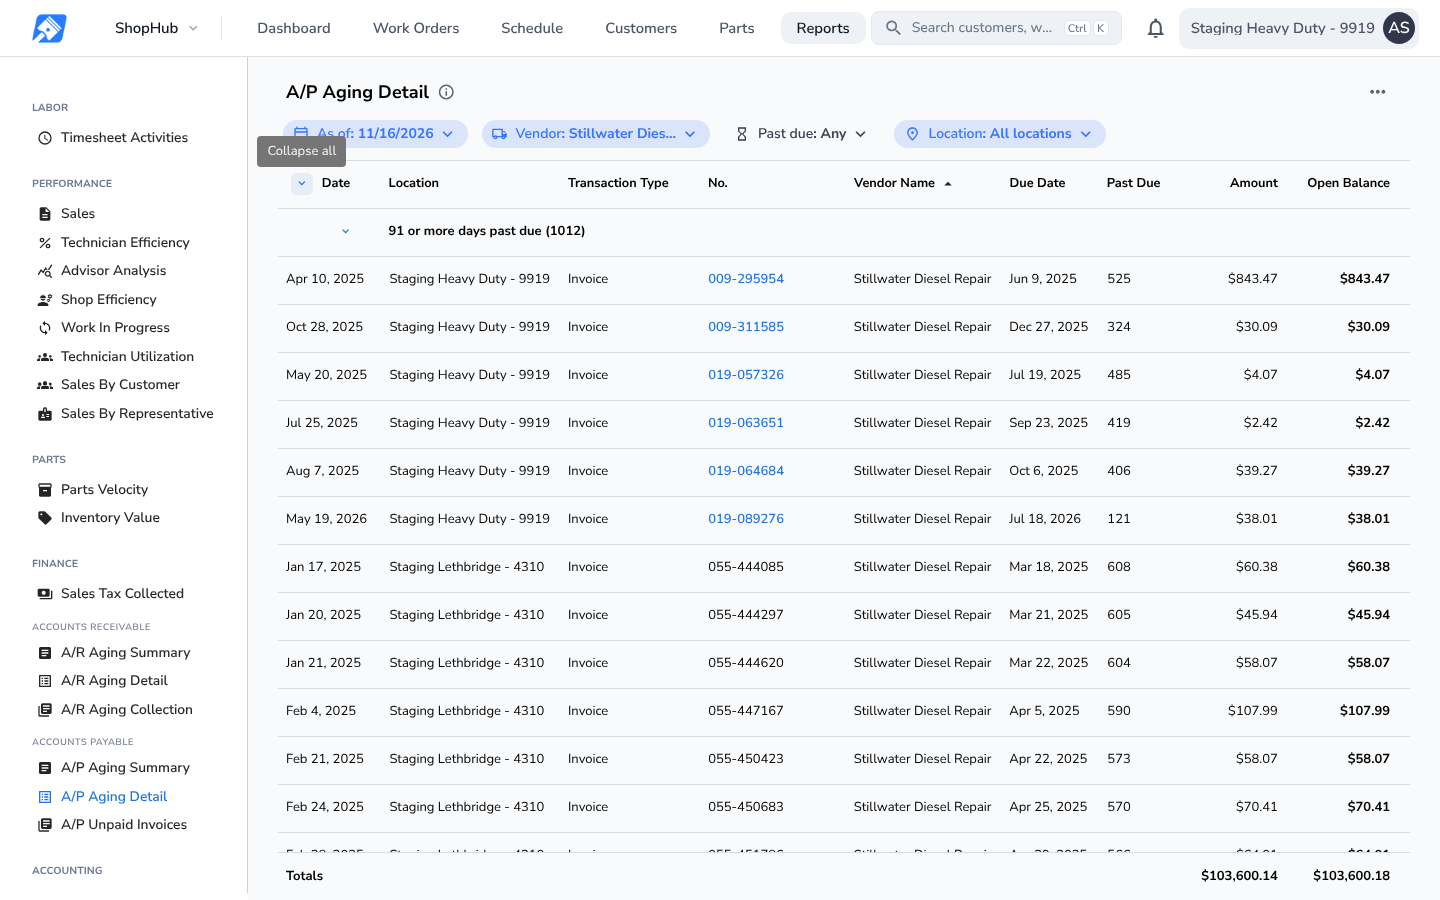 ShopHub
Dashboard
Work Orders
Schedule
Customers
Parts
Reports
Search customers, w...
Ctrl
K
Staging Heavy Duty - 9919
AS
LABOR
Timesheet Activities
PERFORMANCE
Sales
Technician Efficiency
Advisor Analysis
Shop Efficiency
Work In Progress
Technician Utilization
Sales By Customer
Sales By Representative
PARTS
Parts Velocity
Inventory Value
FINANCE
Sales Tax Collected
ACCOUNTS RECEIVABLE
A/R Aging Summary
A/R Aging Detail
A/R Aging Collection
ACCOUNTS PAYABLE
A/P Aging Summary
A/P Aging Detail
A/P Unpaid Invoices
ACCOUNTING
A/P Aging Detail
As of: 11/16/2026
Vendor: Stillwater Dies...
Past due: Any
Location: All locations
Collapse all
Date Location Transaction Type No. Vendor Name Due Date Past Due Amount Open Balance
91 or more days past due (1012)
Apr 10, 2025 Staging Heavy Duty - 9919 Invoice 009-295954 Stillwater Diesel Repair Jun 9, 2025 525 $843.47 $843.47
Oct 28, 2025 Staging Heavy Duty - 9919 Invoice 009-311585 Stillwater Diesel Repair Dec 27, 2025 324 $30.09 $30.09
May 20, 2025 Staging Heavy Duty - 9919 Invoice 019-057326 Stillwater Diesel Repair Jul 19, 2025 485 $4.07 $4.07
Jul 25, 2025 Staging Heavy Duty - 9919 Invoice 019-063651 Stillwater Diesel Repair Sep 23, 2025 419 $2.42 $2.42
Aug 7, 2025 Staging Heavy Duty - 9919 Invoice 019-064684 Stillwater Diesel Repair Oct 6, 2025 406 $39.27 $39.27
May 19, 2026 Staging Heavy Duty - 9919 Invoice 019-089276 Stillwater Diesel Repair Jul 18, 2026 121 $38.01 $38.01
Jan 17, 2025 Staging Lethbridge - 4310 Invoice 055-444085 Stillwater Diesel Repair Mar 18, 2025 608 $60.38 $60.38
Jan 20, 2025 Staging Lethbridge - 4310 Invoice 055-444297 Stillwater Diesel Repair Mar 21, 2025 605 $45.94 $45.94
Jan 21, 2025 Staging Lethbridge - 4310 Invoice 055-444620 Stillwater Diesel Repair Mar 22, 2025 604 $58.07 $58.07
Feb 4, 2025 Staging Lethbridge - 4310 Invoice 055-447167 Stillwater Diesel Repair Apr 5, 2025 590 $107.99 $107.99
Feb 21, 2025 Staging Lethbridge - 4310 Invoice 055-450423 Stillwater Diesel Repair Apr 22, 2025 573 $58.07 $58.07
Feb 24, 2025 Staging Lethbridge - 4310 Invoice 055-450683 Stillwater Diesel Repair Apr 25, 2025 570 $70.41 $70.41
Totals $103,600.14 $103,600.18